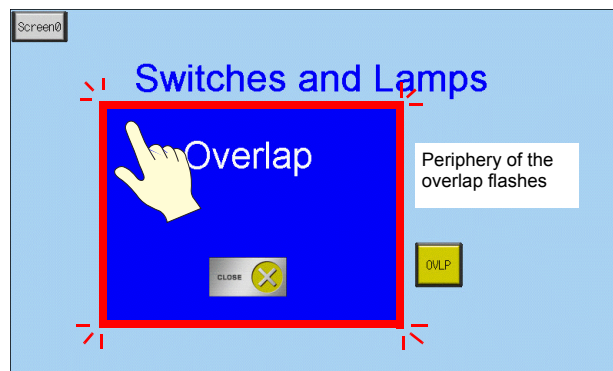 Screen0
Switches and Lamps
Overlap
Periphery of the
overlap flashes
CLOSE
OVLP